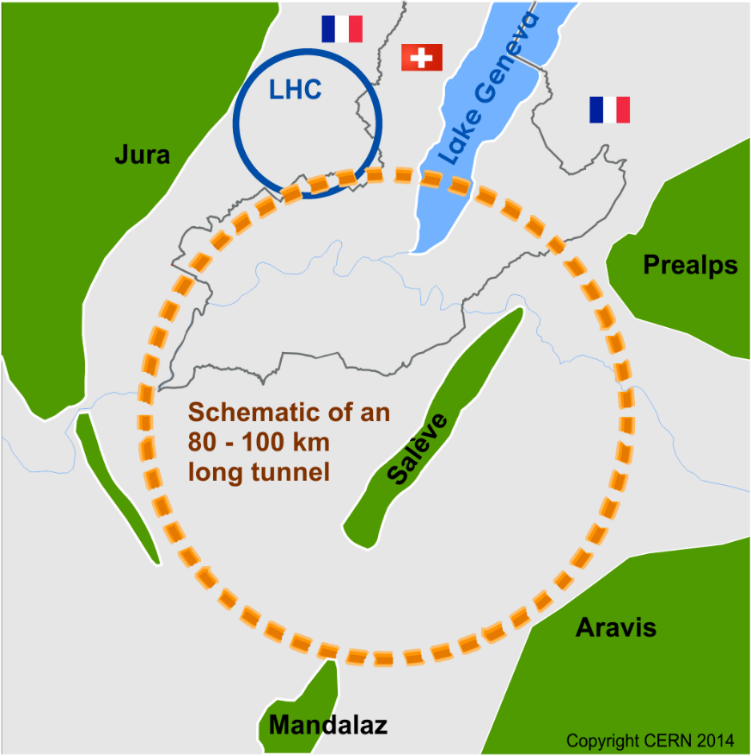 LHC
Lake Geneva
Jura
Prealps
Schematic of an
80 - 100 km
long tunnel
Salève
Aravis
Mandalaz
Copyright CERN 2014